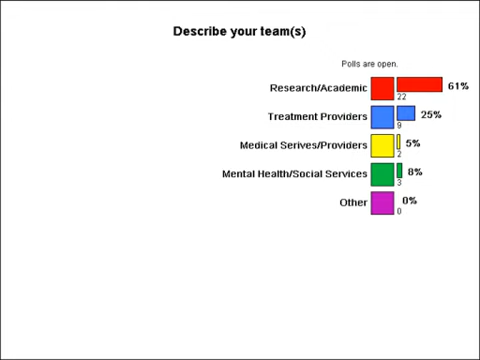 Describe your team(s)
Polls are open.
Research/Academic 61%
22
Treatment Providers 25%
9
Medical Serives/Providers 5%
2
Mental Health/Social Services 8%
3
Other 0%
0